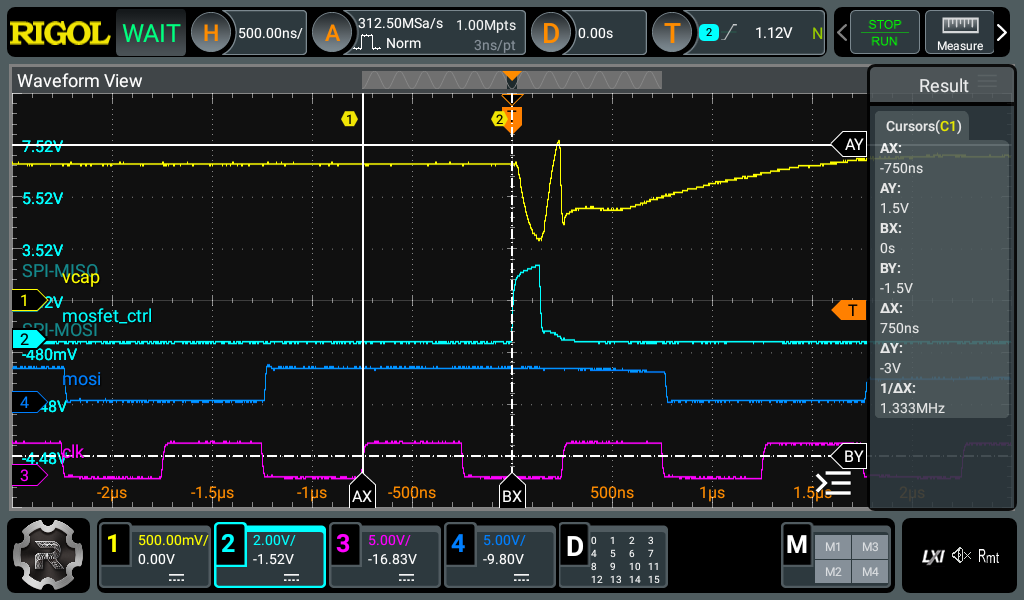 RIGOL WAIT H 500.00ns/ A 312.50MSa/s 1.00Mpts
Norm 3ns/pt
D 0.00s T 2 1.12V N
STOP
RUN
Measure
Waveform View
Result
1 2 T
Cursors(C1)
7.52V AY
AX:
-750ns
AY:
1.5V
5.52V
BX:
0s
3.52V
BY:
-1.5V
SPI-MISO
vcap
1
2V
T
mosfet_ctrl
SPI-MOSI
2
-480mV
ΔX:
750ns
ΔY:
-3V
1/ΔX:
1.333MHz
mosi
4
48V
clk
-4.48V BY
3
-2μs -1.5μs -1μs AX -500ns BX 500ns 1μs 1.5μs 2μs
1 500.00mV/
0.00V
2 2.00V/
-1.52V
3 5.00V/
-16.83V
4 5.00V/
-9.80V
D 0 1 2 3
4 5 6 7
8 9 10 11
12 13 14 15
M M1 M3
M2 M4
LXI Rmt